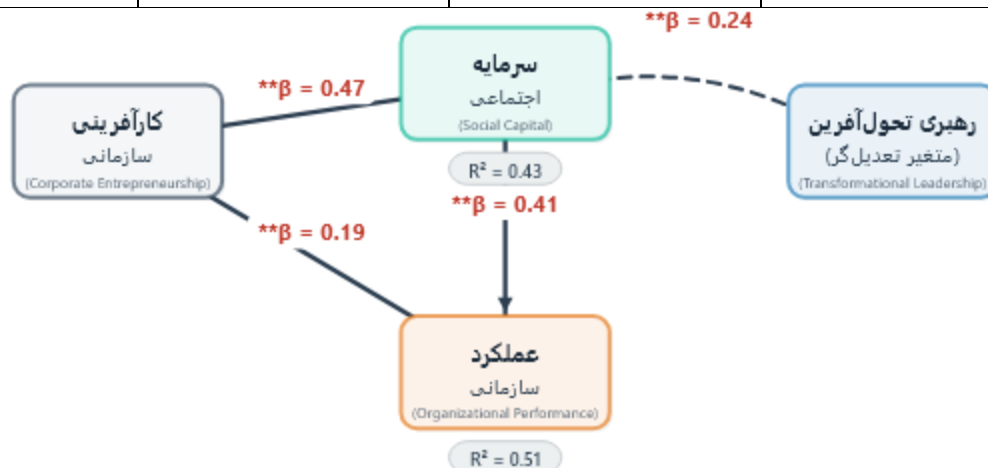 **β = 0.24
سرمایه
اجتماعی
(Social Capital)
R² = 0.43
**β = 0.47
کارآفرینی
سازمانی
(Corporate Entrepreneurship)
رهبری تحول‌آفرین
(متغیر تعدیل‌گر)
(Transformational Leadership)
**β = 0.41
**β = 0.19
عملکرد
سازمانی
(Organizational Performance)
R² = 0.51